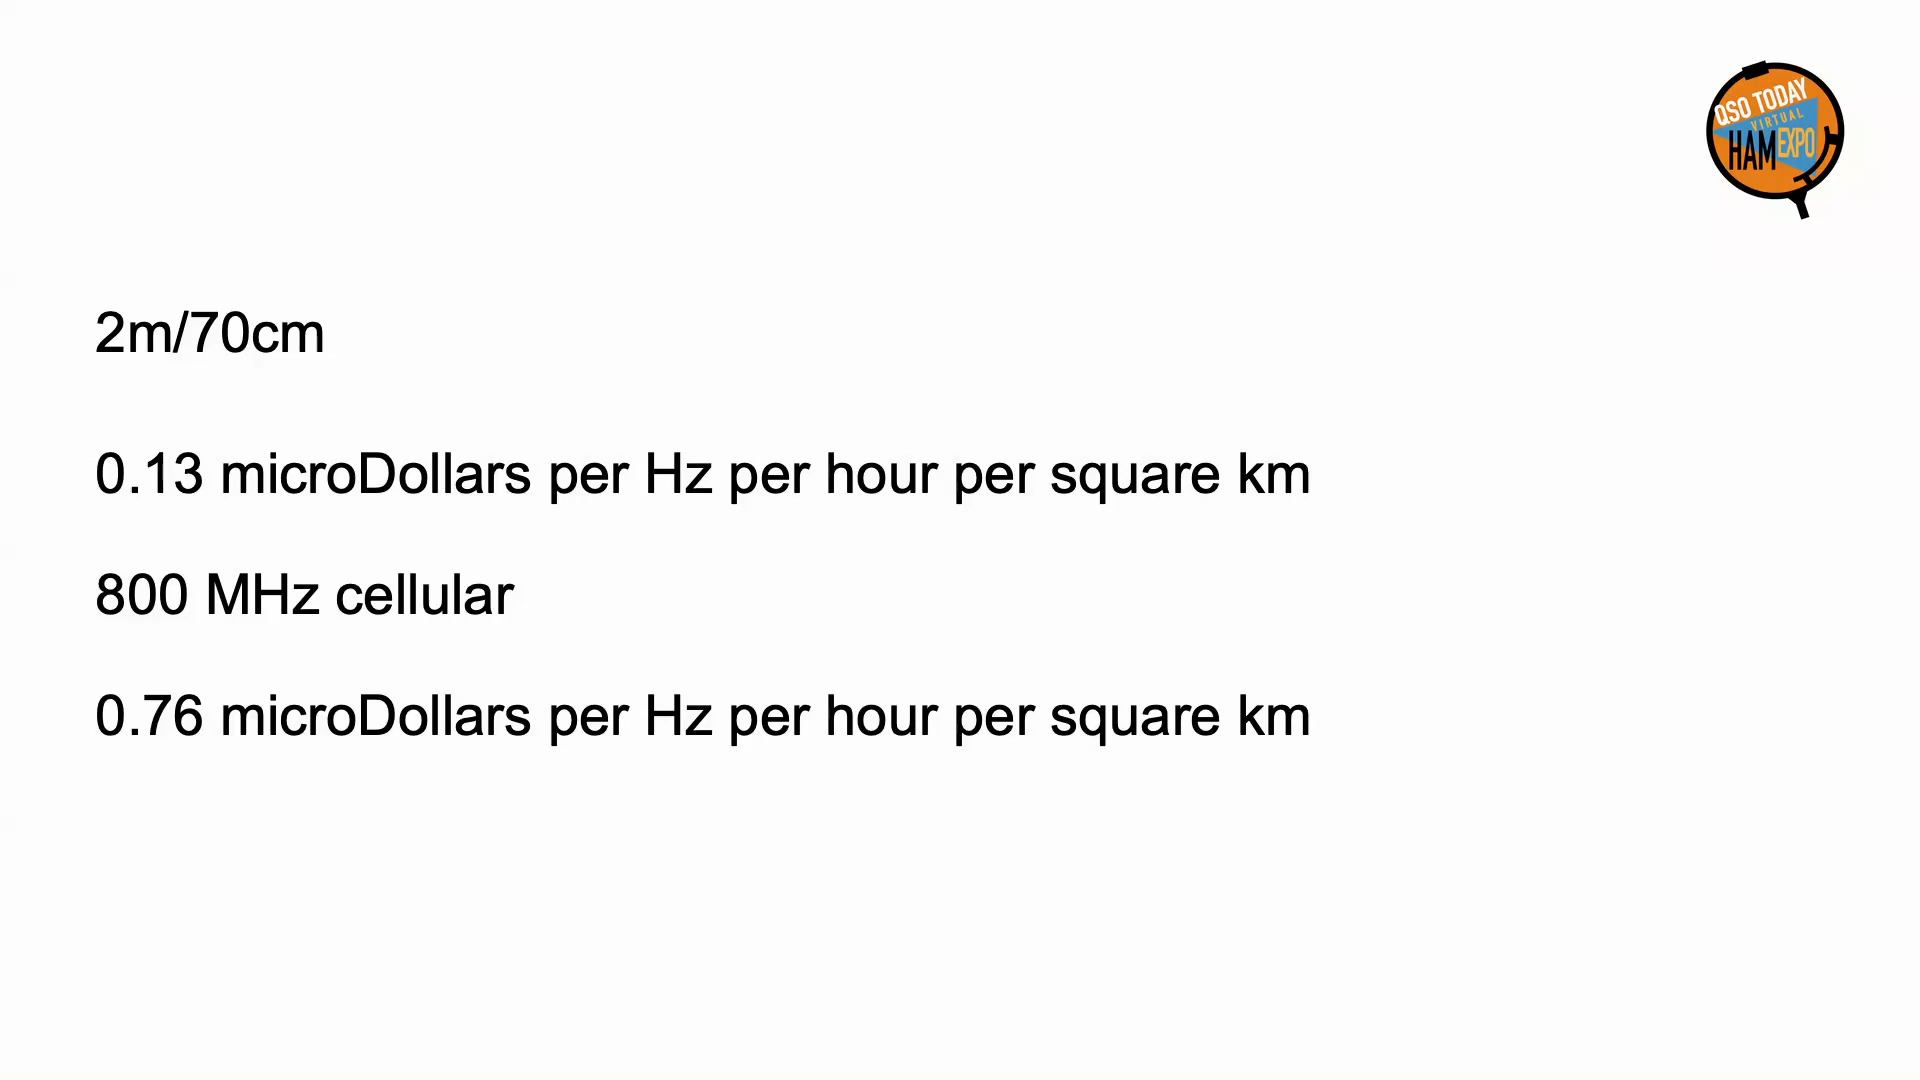 QSO TODAY
VIRTUAL
HAM EXPO
2m/70cm
0.13 microDollars per Hz per hour per square km
800 MHz cellular
0.76 microDollars per Hz per hour per square km